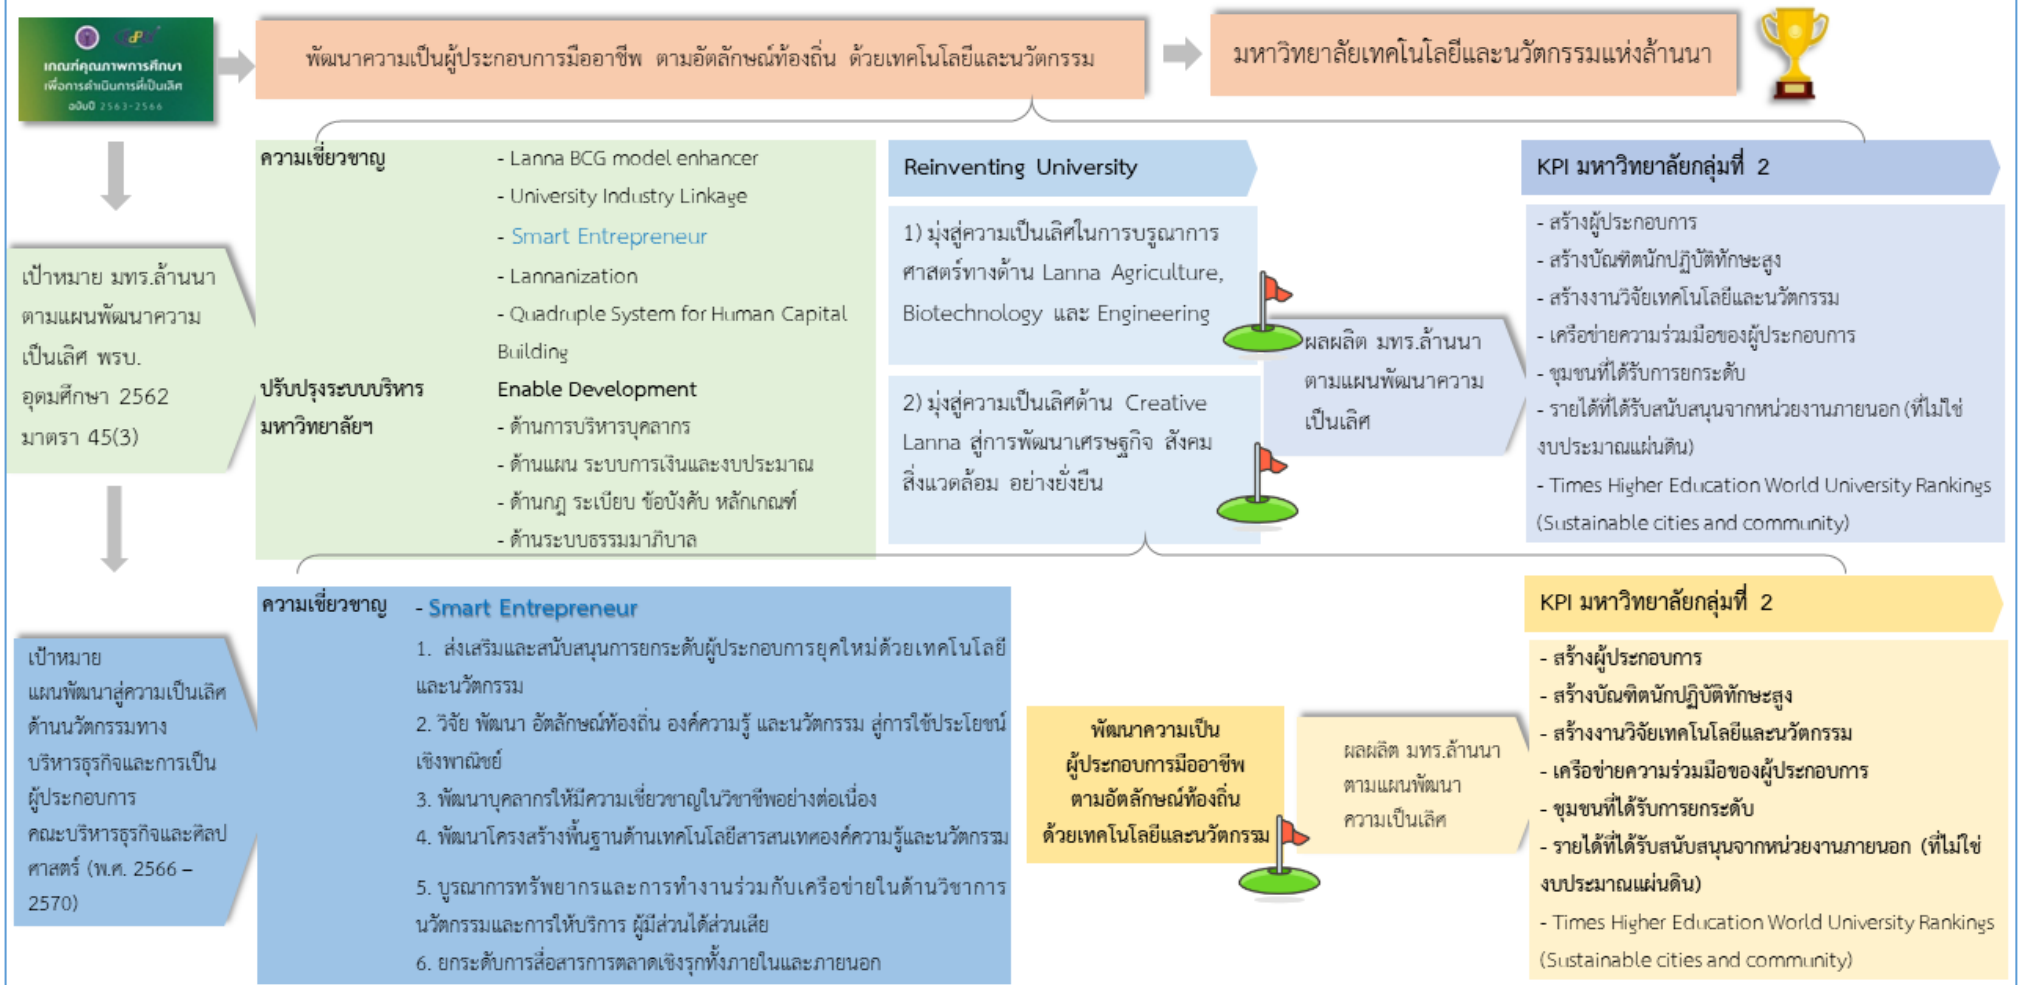 เกณฑ์คุณภาพการศึกษา
เพื่อการดำเนินการที่เป็นเลิศ
ฉบับปี 2563-2566
พัฒนาความเป็นผู้ประกอบการมืออาชีพ ตามอัตลักษณ์ท้องถิ่น ด้วยเทคโนโลยีและนวัตกรรม
มหาวิทยาลัยเทคโนโลยีและนวัตกรรมแห่งล้านนา
เป้าหมาย มทร.ล้านนา
ตามแผนพัฒนาความ
เป็นเลิศ พรบ.
อุดมศึกษา 2562
มาตรา 45(3)
ความเชี่ยวชาญ
- Lanna BCG model enhancer
- University Industry Linkage
- Smart Entrepreneur
- Lannanization
- Quadruple System for Human Capital
Building
ปรับปรุงระบบบริหาร
มหาวิทยาลัยฯ
Enable Development
- ด้านการบริหารบุคลากร
- ด้านแผน ระบบการเงินและงบประมาณ
- ด้านกฎ ระเบียบ ข้อบังคับ หลักเกณฑ์
- ด้านระบบธรรมมาภิบาล
Reinventing University
1) มุ่งสู่ความเป็นเลิศในการบรูณาการ
ศาสตร์ทางด้าน Lanna Agriculture,
Biotechnology และ Engineering
2) มุ่งสู่ความเป็นเลิศด้าน Creative
Lanna สู่การพัฒนาเศรษฐกิจ สังคม
สิ่งแวดล้อม อย่างยั่งยืน
ผลผลิต มทร.ล้านนา
ตามแผนพัฒนาความ
เป็นเลิศ
KPI มหาวิทยาลัยกลุ่มที่ 2
- สร้างผู้ประกอบการ
- สร้างบัณฑิตนักปฏิบัติทักษะสูง
- สร้างงานวิจัยเทคโนโลยีและนวัตกรรม
- เครือข่ายความร่วมมือของผู้ประกอบการ
- ชุมชนที่ได้รับการยกระดับ
- รายได้ที่ได้รับสนับสนุนจากหน่วยงานภายนอก (ที่ไม่ใช่
งบประมาณแผ่นดิน)
- Times Higher Education World University Rankings
(Sustainable cities and community)
เป้าหมาย
แผนพัฒนาสู่ความเป็นเลิศ
ด้านนวัตกรรมทาง
บริหารธุรกิจและการเป็น
ผู้ประกอบการ
คณะบริหารธุรกิจและศิลป
ศาสตร์ (พ.ศ. 2566 –
2570)
ความเชี่ยวชาญ - Smart Entrepreneur
1. ส่งเสริมและสนับสนุนการยกระดับผู้ประกอบการยุคใหม่ด้วยเทคโนโลยี
และนวัตกรรม
2. วิจัย พัฒนา อัตลักษณ์ท้องถิ่น องค์ความรู้ และนวัตกรรม สู่การใช้ประโยชน์
เชิงพาณิชย์
3. พัฒนาบุคลากรให้มีความเชี่ยวชาญในวิชาชีพอย่างต่อเนื่อง
4. พัฒนาโครงสร้างพื้นฐานด้านเทคโนโลยีสารสนเทศองค์ความรู้และนวัตกรรม
5. บูรณาการทรัพยากรและการทำงานร่วมกับเครือข่ายในด้านวิชาการ
นวัตกรรมและการให้บริการ ผู้มีส่วนได้ส่วนเสีย
6. ยกระดับการสื่อสารการตลาดเชิงรุกทั้งภายในและภายนอก
พัฒนาความเป็น
ผู้ประกอบการมืออาชีพ
ตามอัตลักษณ์ท้องถิ่น
ด้วยเทคโนโลยีและนวัตกรรม
ผลผลิต มทร.ล้านนา
ตามแผนพัฒนา
ความเป็นเลิศ
KPI มหาวิทยาลัยกลุ่มที่ 2
- สร้างผู้ประกอบการ
- สร้างบัณฑิตนักปฏิบัติทักษะสูง
- สร้างงานวิจัยเทคโนโลยีและนวัตกรรม
- เครือข่ายความร่วมมือของผู้ประกอบการ
- ชุมชนที่ได้รับการยกระดับ
- รายได้ที่ได้รับสนับสนุนจากหน่วยงานภายนอก (ที่ไม่ใช่
งบประมาณแผ่นดิน)
- Times Higher Education World University Rankings
(Sustainable cities and community)